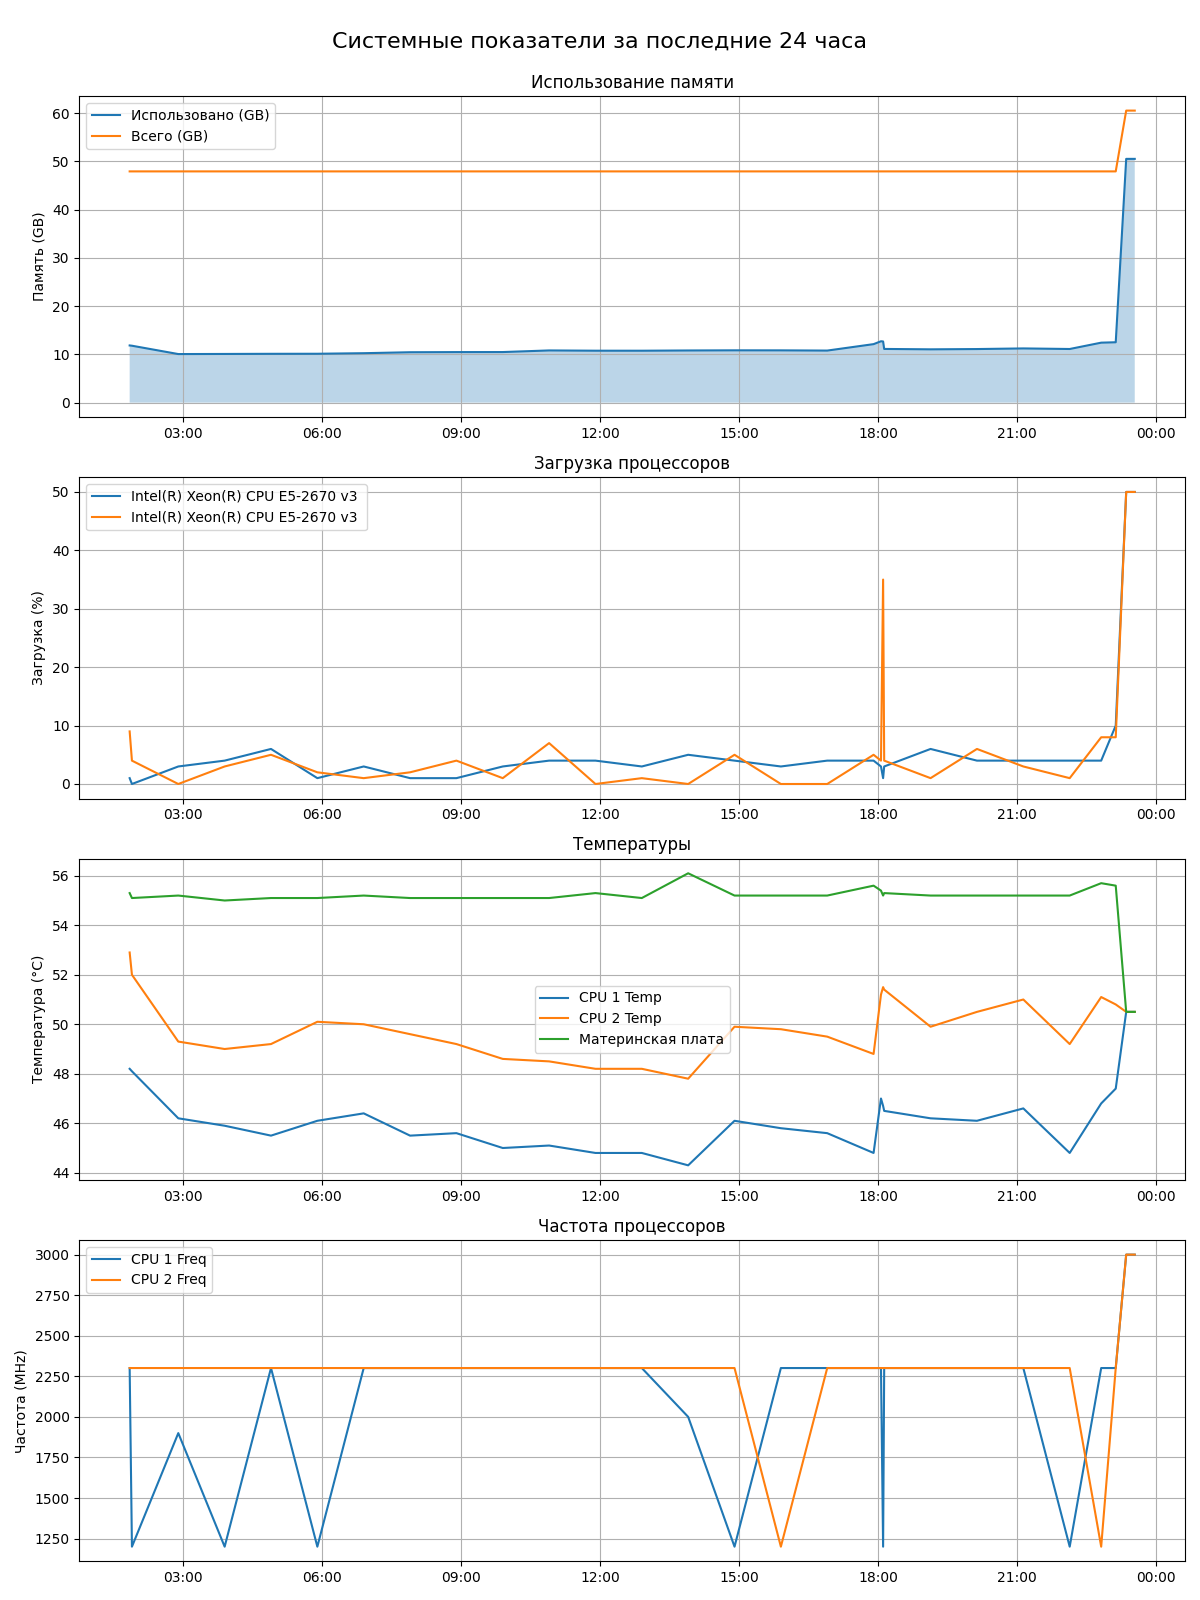 Системные показатели за последние 24 часа
Использование памяти
Использовано (GB)
Всего (GB)
Память (GB)
60
50
40
30
20
10
0
03:00 06:00 09:00 12:00 15:00 18:00 21:00 00:00
Загрузка процессоров
Intel(R) Xeon(R) CPU E5-2670 v3
Intel(R) Xeon(R) CPU E5-2670 v3
Загрузка (%)
50
40
30
20
10
0
03:00 06:00 09:00 12:00 15:00 18:00 21:00 00:00
Температуры
CPU 1 Temp
CPU 2 Temp
Материнская плата
Температура (°C)
56
54
52
50
48
46
44
03:00 06:00 09:00 12:00 15:00 18:00 21:00 00:00
Частота процессоров
CPU 1 Freq
CPU 2 Freq
Частота (MHz)
3000
2750
2500
2250
2000
1750
1500
1250
03:00 06:00 09:00 12:00 15:00 18:00 21:00 00:00